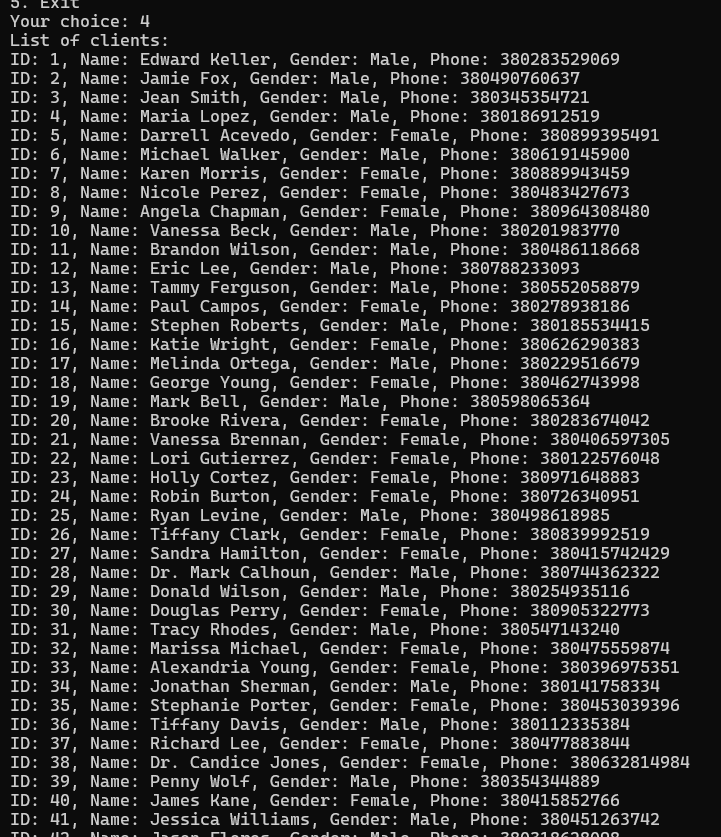 5. Exit
Your choice: 4
List of clients:
ID: 1, Name: Edward Keller, Gender: Male, Phone: 380283529069
ID: 2, Name: Jamie Fox, Gender: Male, Phone: 380490760637
ID: 3, Name: Jean Smith, Gender: Male, Phone: 380345354721
ID: 4, Name: Maria Lopez, Gender: Male, Phone: 380186912519
ID: 5, Name: Darrell Acevedo, Gender: Female, Phone: 380899395491
ID: 6, Name: Michael Walker, Gender: Male, Phone: 380619145900
ID: 7, Name: Karen Morris, Gender: Female, Phone: 380889943459
ID: 8, Name: Nicole Perez, Gender: Female, Phone: 380483427673
ID: 9, Name: Angela Chapman, Gender: Female, Phone: 380964308480
ID: 10, Name: Vanessa Beck, Gender: Male, Phone: 380201983770
ID: 11, Name: Brandon Wilson, Gender: Male, Phone: 380486118668
ID: 12, Name: Eric Lee, Gender: Male, Phone: 380788233093
ID: 13, Name: Tammy Ferguson, Gender: Male, Phone: 380552058879
ID: 14, Name: Paul Campos, Gender: Female, Phone: 380278938186
ID: 15, Name: Stephen Roberts, Gender: Male, Phone: 380185534415
ID: 16, Name: Katie Wright, Gender: Female, Phone: 380626290383
ID: 17, Name: Melinda Ortega, Gender: Male, Phone: 380229516679
ID: 18, Name: George Young, Gender: Female, Phone: 380462743998
ID: 19, Name: Mark Bell, Gender: Male, Phone: 380598065364
ID: 20, Name: Brooke Rivera, Gender: Female, Phone: 380283674042
ID: 21, Name: Vanessa Brennan, Gender: Female, Phone: 380406597305
ID: 22, Name: Lori Gutierrez, Gender: Female, Phone: 380122576048
ID: 23, Name: Holly Cortez, Gender: Female, Phone: 380971648883
ID: 24, Name: Robin Burton, Gender: Female, Phone: 380726340951
ID: 25, Name: Ryan Levine, Gender: Male, Phone: 380498618985
ID: 26, Name: Tiffany Clark, Gender: Female, Phone: 380839992519
ID: 27, Name: Sandra Hamilton, Gender: Female, Phone: 380415742429
ID: 28, Name: Dr. Mark Calhoun, Gender: Male, Phone: 380744362322
ID: 29, Name: Donald Wilson, Gender: Male, Phone: 380254935116
ID: 30, Name: Douglas Perry, Gender: Female, Phone: 380905322773
ID: 31, Name: Tracy Rhodes, Gender: Male, Phone: 380547143240
ID: 32, Name: Marissa Michael, Gender: Female, Phone: 380475559874
ID: 33, Name: Alexandria Young, Gender: Female, Phone: 380396975351
ID: 34, Name: Jonathan Sherman, Gender: Male, Phone: 380141758334
ID: 35, Name: Stephanie Porter, Gender: Female, Phone: 380453039396
ID: 36, Name: Tiffany Davis, Gender: Male, Phone: 380112335384
ID: 37, Name: Richard Lee, Gender: Female, Phone: 380477883844
ID: 38, Name: Dr. Candice Jones, Gender: Female, Phone: 380632814984
ID: 39, Name: Penny Wolf, Gender: Male, Phone: 380354344889
ID: 40, Name: James Kane, Gender: Female, Phone: 380415852766
ID: 41, Name: Jessica Williams, Gender: Male, Phone: 380451263742
ID: 42, Name: Jason Flores, Gender: Male, Phone: